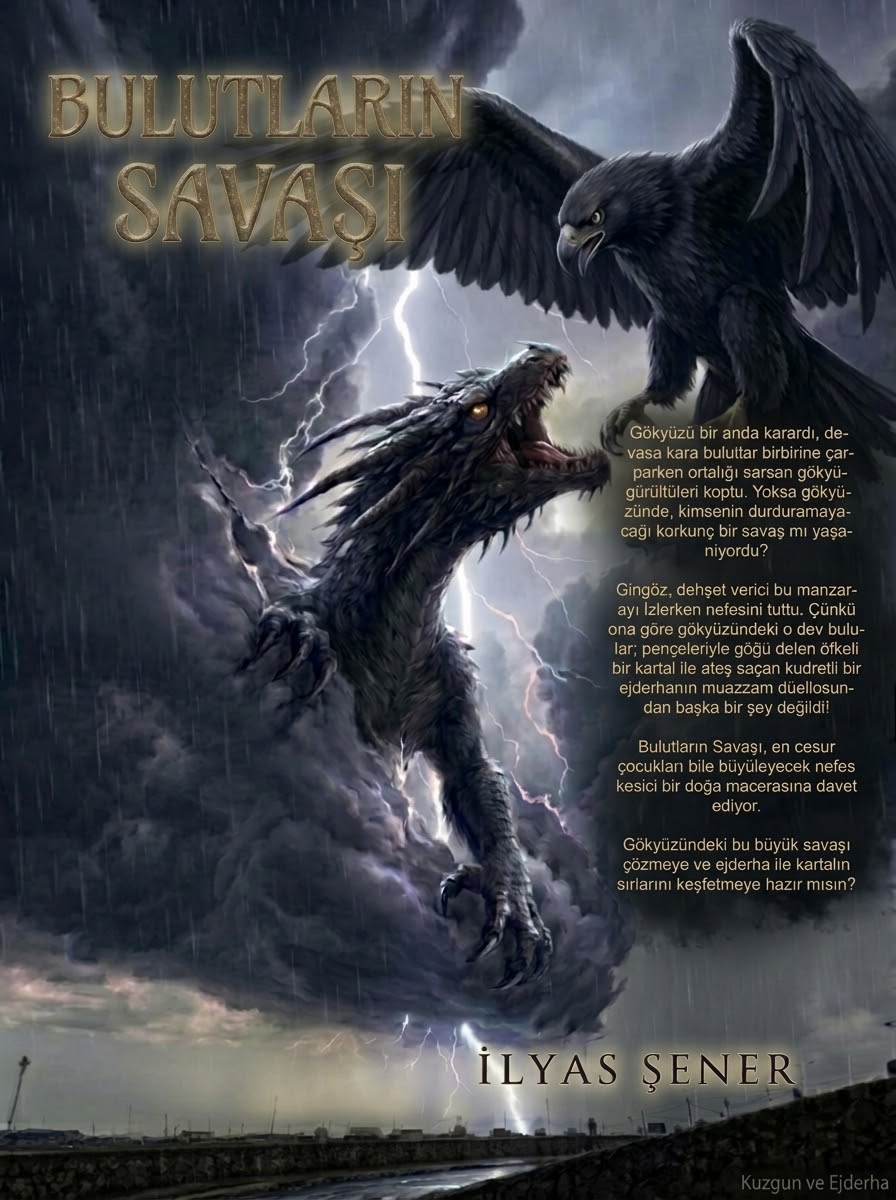 BULUTLARIN
SAVAŞI
Gökyüzü bir anda karardı, de-
vasa kara buluttar birbirine çar-
parken ortalığı sarsan gökyü-
gürültüleri koptu. Yoksa gökyü-
zünde, kimsenin durduramaya-
cağı korkunç bir savaş mı yaşa-
nıyordu?
Gingöz, dehşet verici bu manzar-
ayı İzlerken nefesini tuttu. Çünkü
ona göre gökyüzündeki o dev bulu-
lar; pençeleriyle göğü delen öfkeli
bir kartal ile ateş saçan kudretli bir
ejderhanın muazzam düellosun-
dan başka bir şey değildi!
Bulutların Savaşı, en cesur
çocukları bile büyüleyecek nefes
kesici bir doğa macerasına davet
ediyor.
Gökyüzündeki bu büyük savaşı
çözmeye ve ejderha ile kartalın
sırlarını keşfetmeye hazır mısın?
İLYAS ŞENER
Kuzgun ve Ejderha